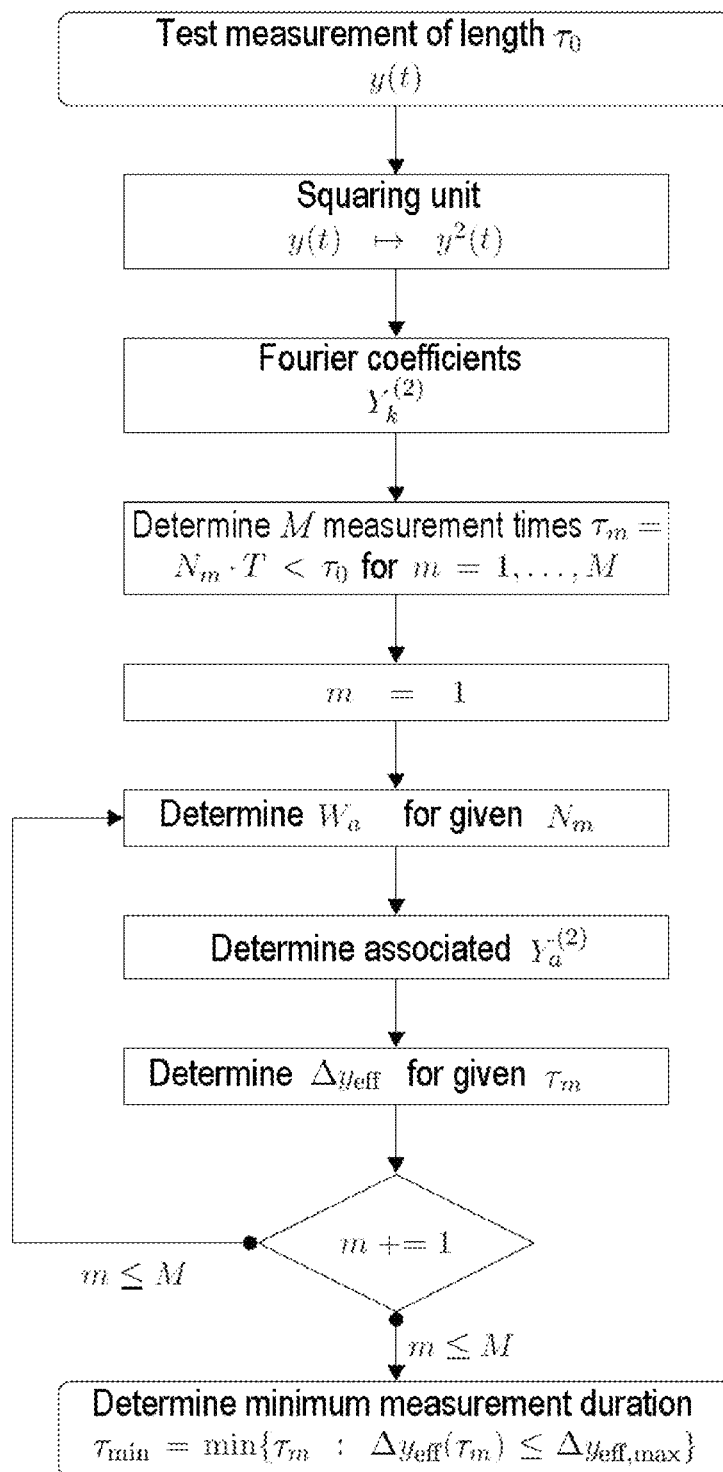 Test measurement of length τ₀
y(t)
Squaring unit
y(t) ↦ y²(t)
Fourier coefficients
Y_k^{(2)}
Determine M measurement times τ_m =
N_m · T < τ₀ for m = 1, . . . , M
m = 1
Determine W_a for given N_m
Determine associated Y_a^{(2)}
Determine Δy_eff for given τ_m
m += 1
m ≤ M
m ≤ M
Determine minimum measurement duration
τ_min = min{τ_m : Δy_eff(τ_m) ≤ Δy_eff,max}